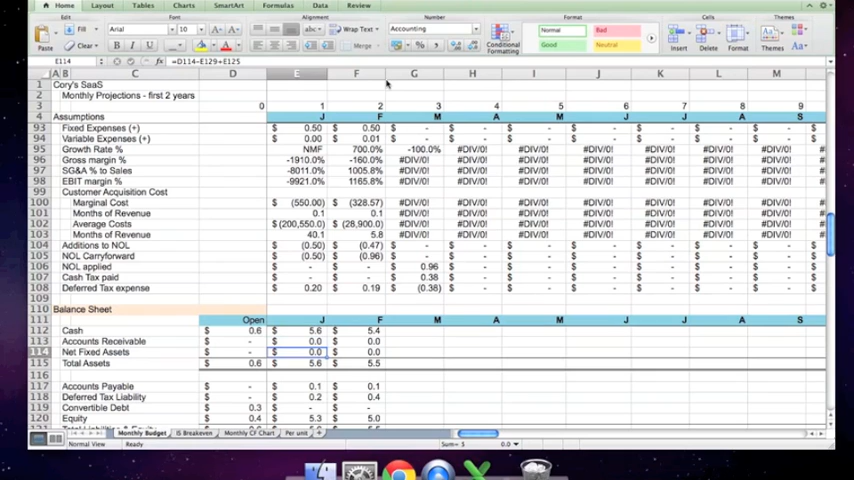 Home Layout Tables Charts SmartArt Formulas Data Review
Edit Font Alignment Number Format Cells Themes
Fill Arial 10 abc Wrap Text Accounting Normal Bad
Paste Clear B I U A Merge % Conditional Formatting Good Neutral Insert Delete Format Themes Aa
E114 fx =D114-E129+E125
A B C D E F G H I J K L M
1 Cory's SaaS
2 Monthly Projections - first 2 years
3 0 1 2 3 4 5 6 7 8 9
4 Assumptions J F M A M J J A S
93 Fixed Expenses (+) $ 0.50 $ 0.50 $ - $ - $ - $ - $ - $ - $ - $
94 Variable Expenses (+) $ 0.00 $ 0.01 $ - $ - $ - $ - $ - $ - $ - $
95 Growth Rate % NMF 700.0% -100.0% #DIV/0! #DIV/0! #DIV/0! #DIV/0! #DIV/0! #DIV/0!
96 Gross margin % -1910.0% -160.0% #DIV/0! #DIV/0! #DIV/0! #DIV/0! #DIV/0! #DIV/0! #DIV/0!
97 SG&A % to Sales -8011.0% 1005.8% #DIV/0! #DIV/0! #DIV/0! #DIV/0! #DIV/0! #DIV/0! #DIV/0!
98 EBIT margin % -9921.0% 1165.8% #DIV/0! #DIV/0! #DIV/0! #DIV/0! #DIV/0! #DIV/0! #DIV/0!
99 Customer Acquisition Cost
100 Marginal Cost $ (550.00) $ (328.57) #DIV/0! #DIV/0! #DIV/0! #DIV/0! #DIV/0! #DIV/0! #DIV/0!
101 Months of Revenue 0.1 0.1 #DIV/0! #DIV/0! #DIV/0! #DIV/0! #DIV/0! #DIV/0! #DIV/0!
102 Average Costs $(200,550.0) $ (28,900.0) #DIV/0! #DIV/0! #DIV/0! #DIV/0! #DIV/0! #DIV/0! #DIV/0!
103 Months of Revenue 40.1 5.8 #DIV/0! #DIV/0! #DIV/0! #DIV/0! #DIV/0! #DIV/0! #DIV/0!
104 Additions to NOL $ (0.50) $ (0.47) $ - $ - $ - $ - $ - $ - $ - $
105 NOL Carryforward $ (0.50) $ (0.96) $ - $ - $ - $ - $ - $ - $ - $
106 NOL applied $ - $ - $ 0.96 $ - $ - $ - $ - $ - $ - $
107 Cash Tax paid $ - $ - $ 0.38 $ - $ - $ - $ - $ - $ - $
108 Deferred Tax expense $ 0.20 $ 0.19 $ (0.38) $ - $ - $ - $ - $ - $ - $
109
110 Balance Sheet
111 Open J F M A M J J A S
112 Cash $ 0.6 $ 5.6 $ 5.4
113 Accounts Receivable $ - $ 0.0 $ 0.0
114 Net Fixed Assets $ - $ 0.0 $ 0.0
115 Total Assets $ 0.6 $ 5.6 $ 5.5
116
117 Accounts Payable $ - $ 0.1 $ 0.1
118 Deferred Tax Liability $ - $ 0.2 $ 0.4
119 Convertible Debt $ 0.3 $ - $ -
120 Equity $ 0.4 $ 5.3 $ 5.0
Monthly Budget IS Breakeven Monthly CF Chart Per unit +
Normal View Sum= $ 0.0